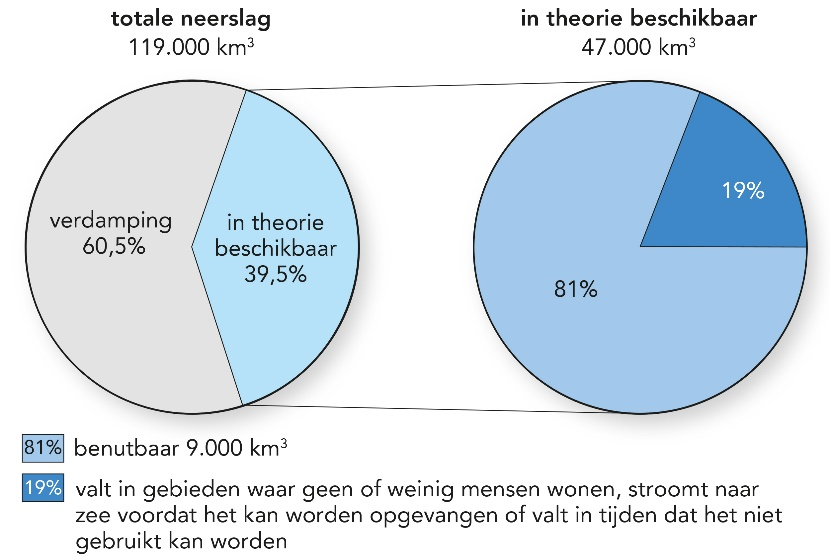 totale neerslag
119.000 km³
in theorie beschikbaar
47.000 km³
verdamping
60,5%
in theorie
beschikbaar
39,5%
19%
81%
81% benutbaar 9.000 km³
19% valt in gebieden waar geen of weinig mensen wonen, stroomt naar
zee voordat het kan worden opgevangen of valt in tijden dat het niet
gebruikt kan worden